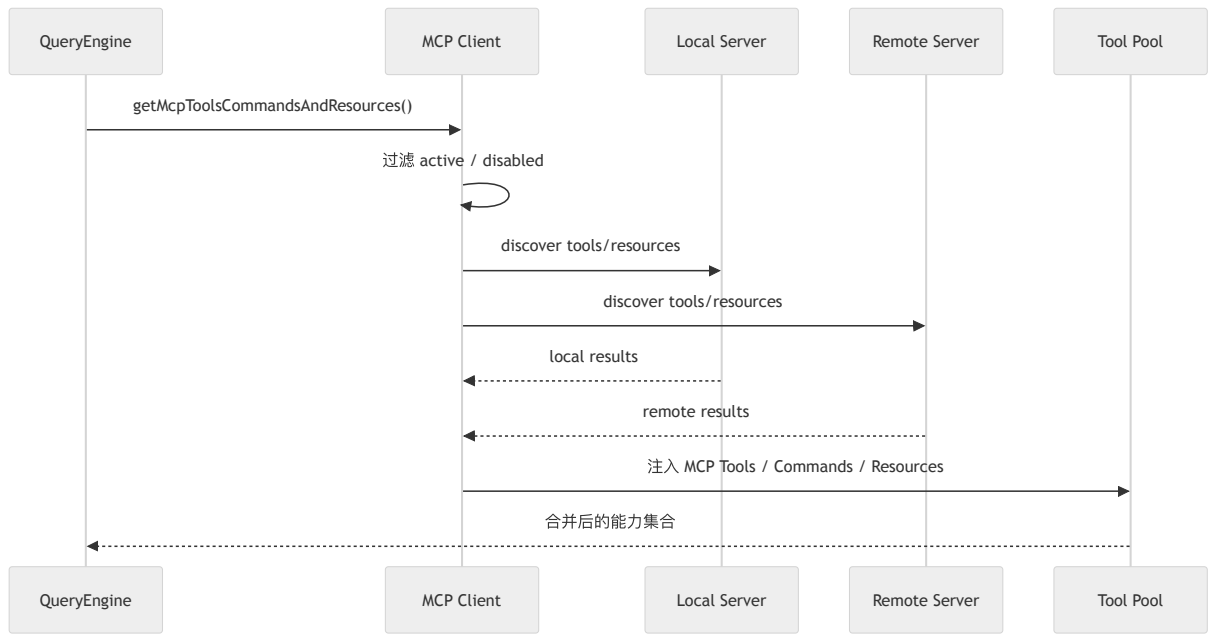 QueryEngine
MCP Client
Local Server
Remote Server
Tool Pool
getMcpToolsCommandsAndResources()
过滤 active / disabled
discover tools/resources
discover tools/resources
local results
remote results
注入 MCP Tools / Commands / Resources
合并后的能力集合
QueryEngine
MCP Client
Local Server
Remote Server
Tool Pool